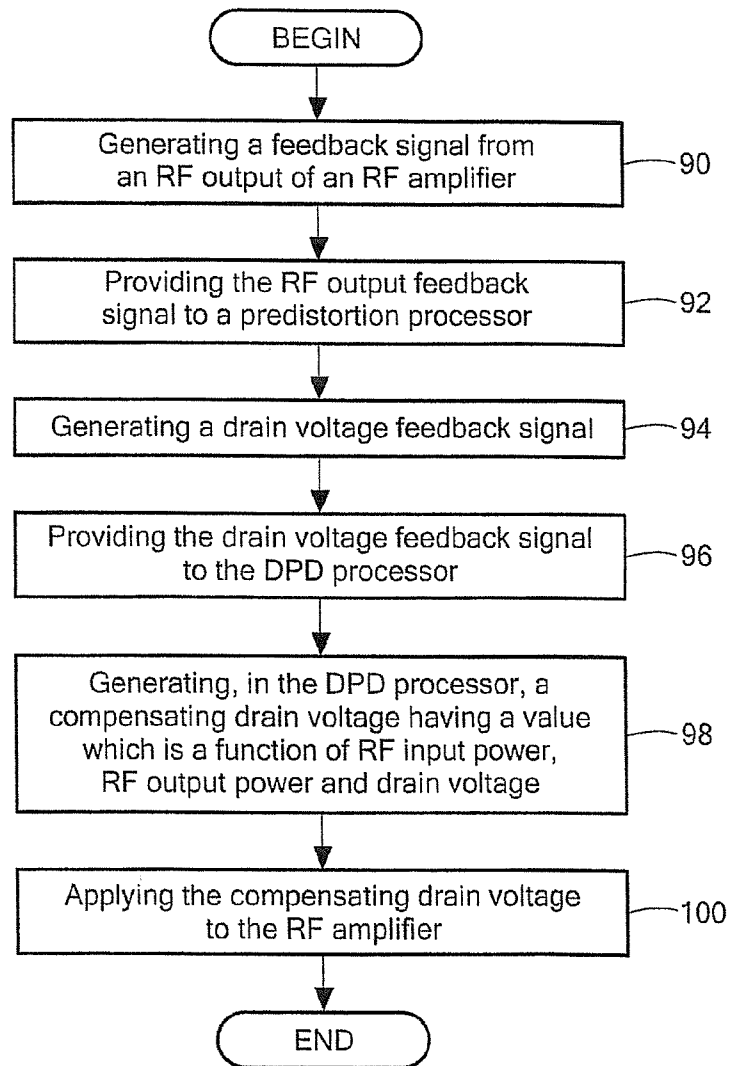 BEGIN
Generating a feedback signal from
an RF output of an RF amplifier
90
Providing the RF output feedback
signal to a predistortion processor
92
Generating a drain voltage feedback signal
94
Providing the drain voltage feedback signal
to the DPD processor
96
Generating, in the DPD processor, a
compensating drain voltage having a value
which is a function of RF input power,
RF output power and drain voltage
98
Applying the compensating drain voltage
to the RF amplifier
100
END